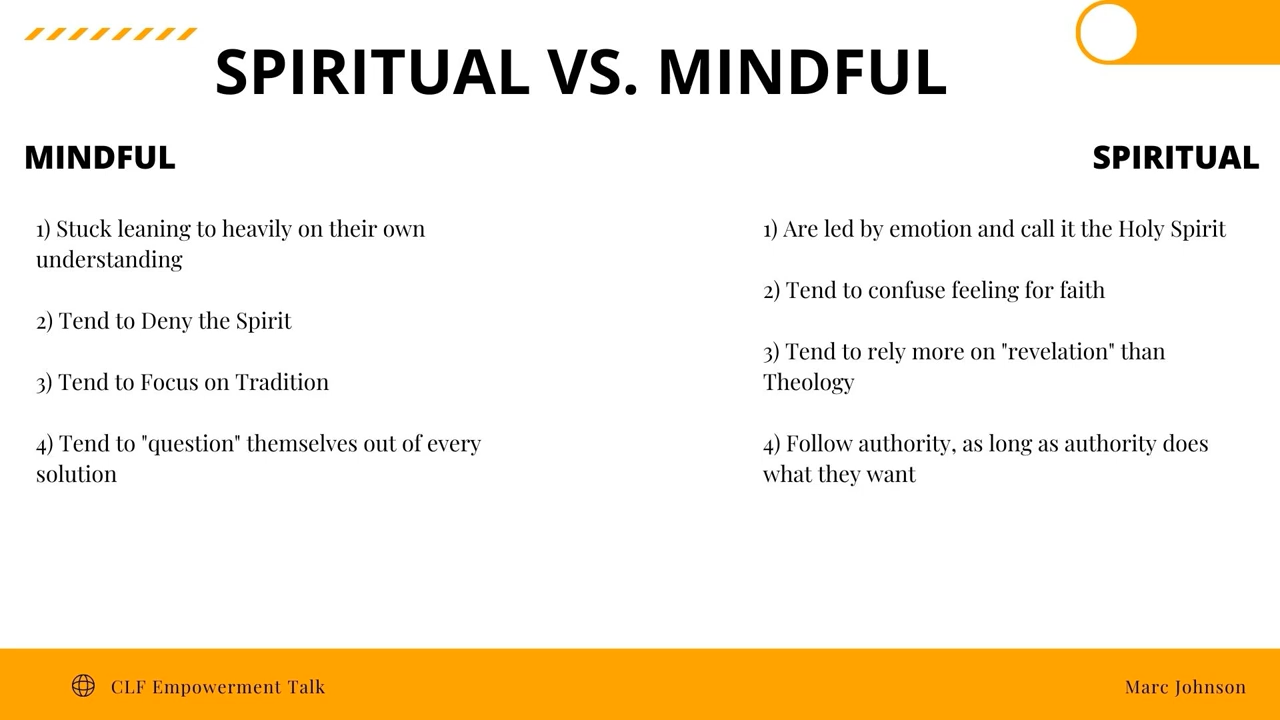 SPIRITUAL VS. MINDFUL
MINDFUL
1) Stuck leaning to heavily on their own
understanding
2) Tend to Deny the Spirit
3) Tend to Focus on Tradition
4) Tend to "question" themselves out of every
solution
SPIRITUAL
1) Are led by emotion and call it the Holy Spirit
2) Tend to confuse feeling for faith
3) Tend to rely more on "revelation" than
Theology
4) Follow authority, as long as authority does
what they want
CLF Empowerment Talk
Marc Johnson